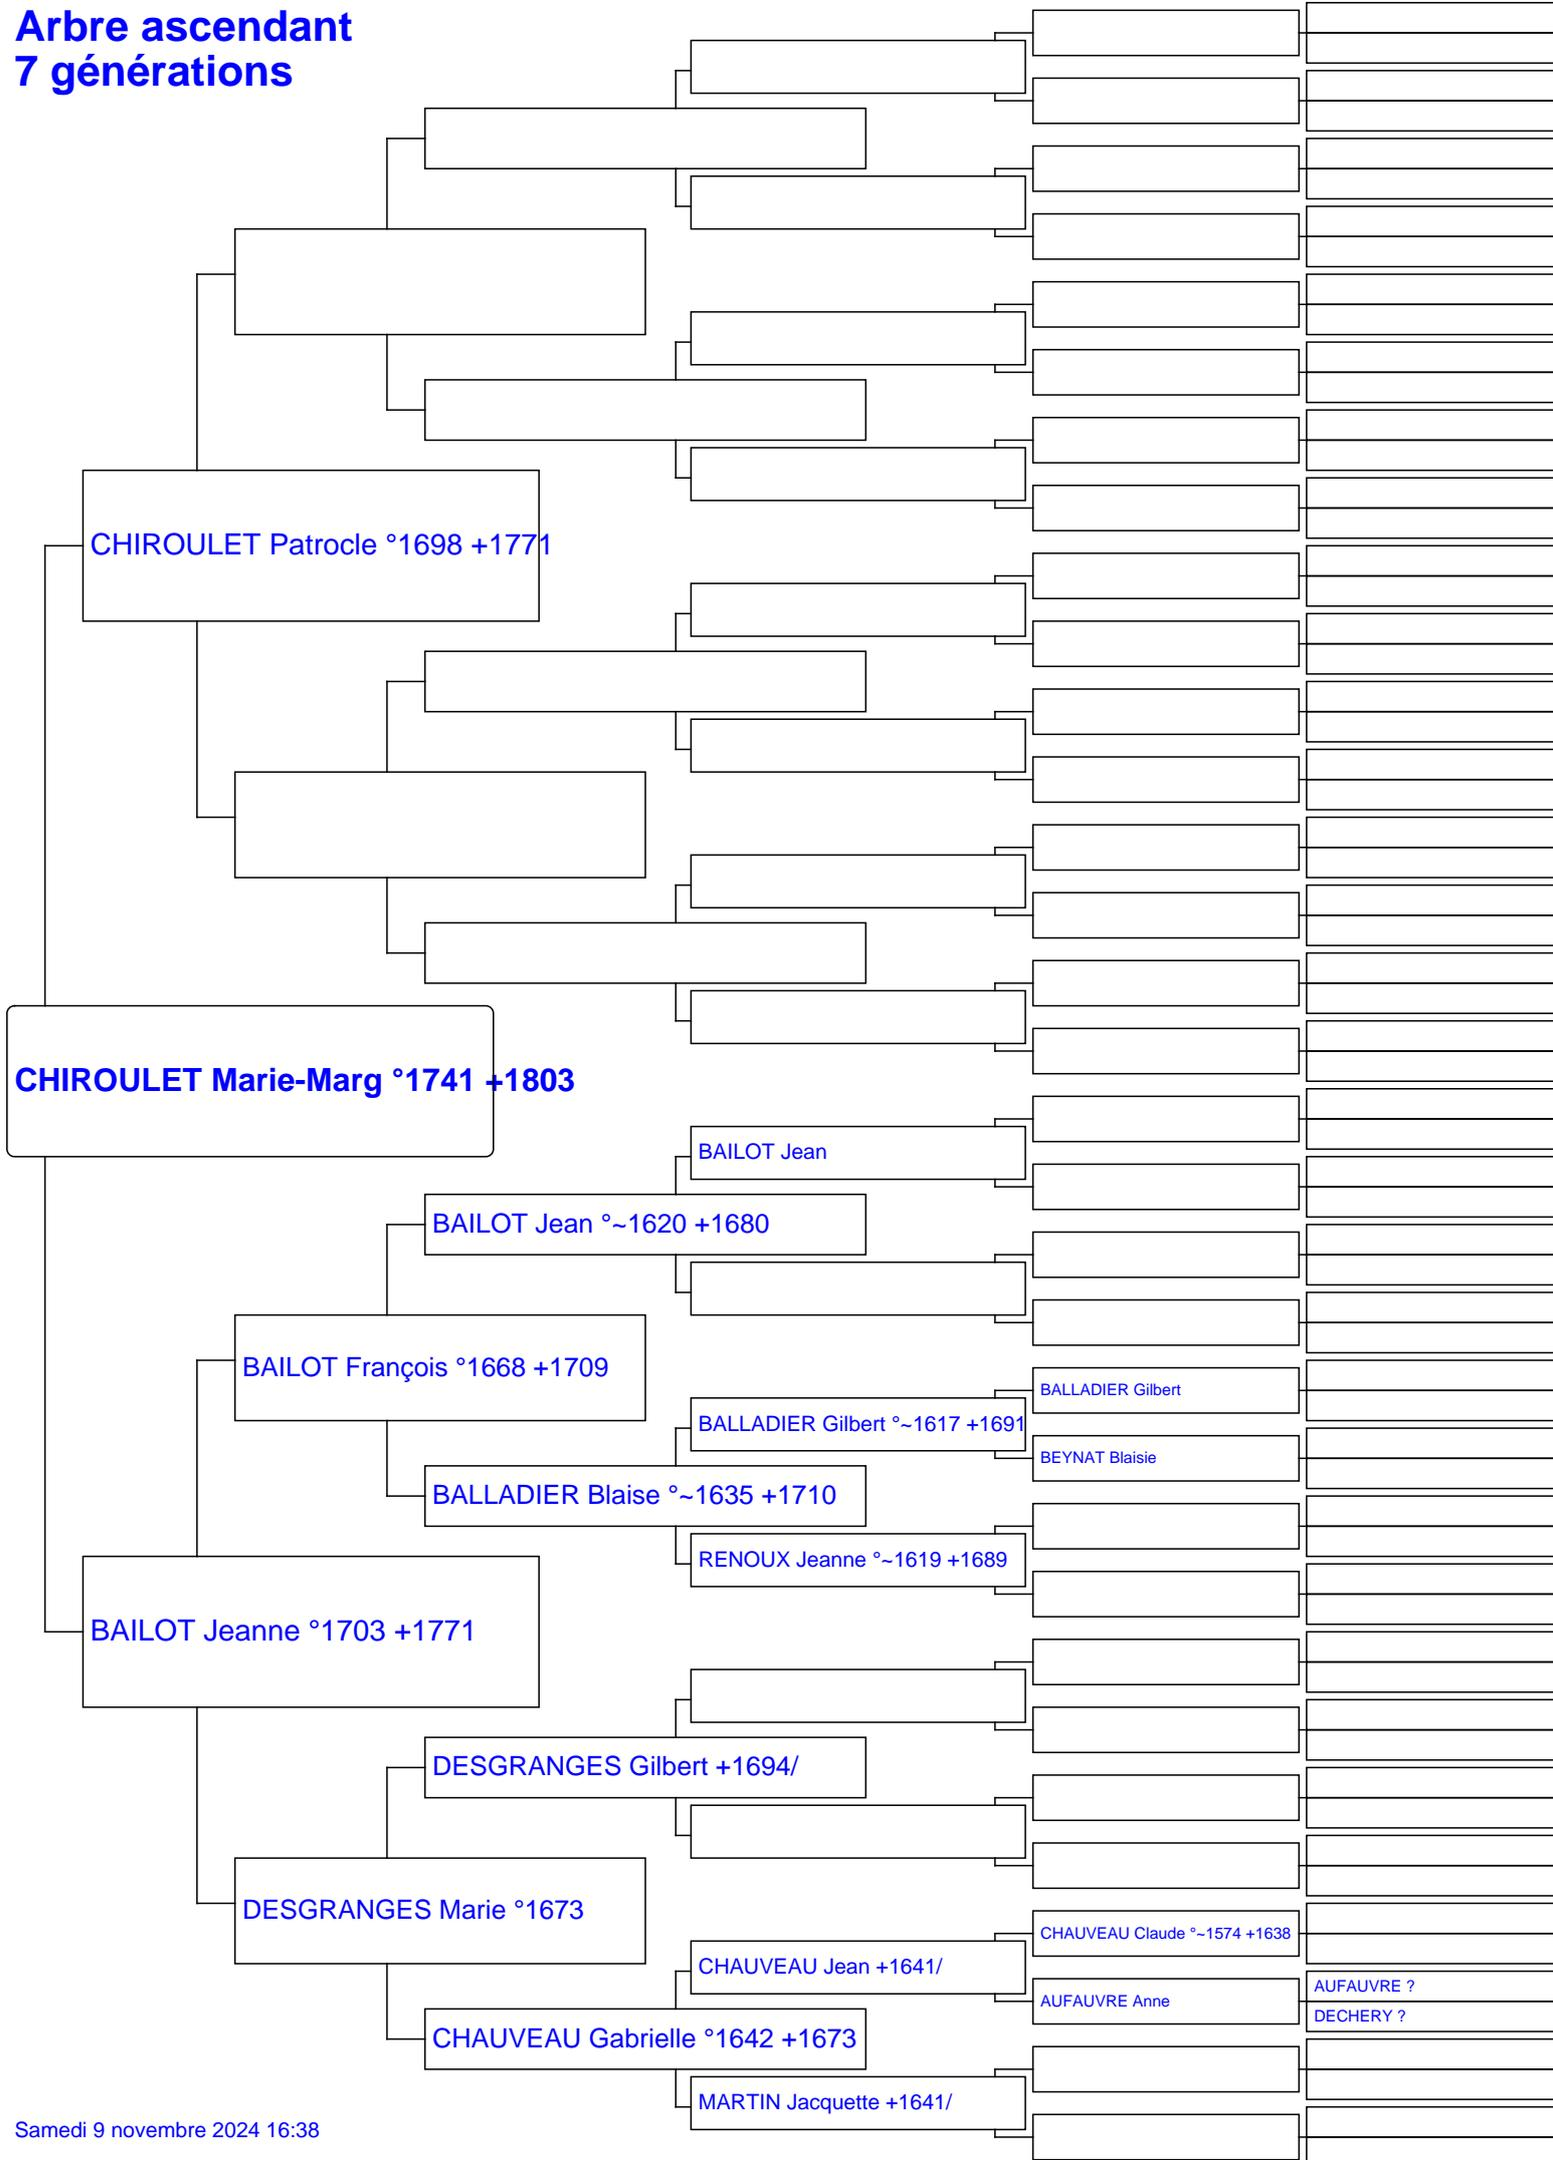 Arbre ascendant
7 générations
CHIROULET Patrocle °1698 +1771
CHIROULET Marie-Marg °1741 +1803
BAILOT Jean
BAILOT Jean °~1620 +1680
BAILOT François °1668 +1709
BALLADIER Gilbert
BALLADIER Gilbert °~1617 +1691
BEYNAT Blaisie
BALLADIER Blaise °~1635 +1710
RENOUX Jeanne °~1619 +1689
BAILOT Jeanne °1703 +1771
DESGRANGES Gilbert +1694/
DESGRANGES Marie °1673
CHAUVEAU Claude °~1574 +1638
CHAUVEAU Jean +1641/
AUFAUVRE ?
AUFAUVRE Anne
DECHERY ?
CHAUVEAU Gabrielle °1642 +1673
MARTIN Jacquette +1641/
Samedi 9 novembre 2024 16:38